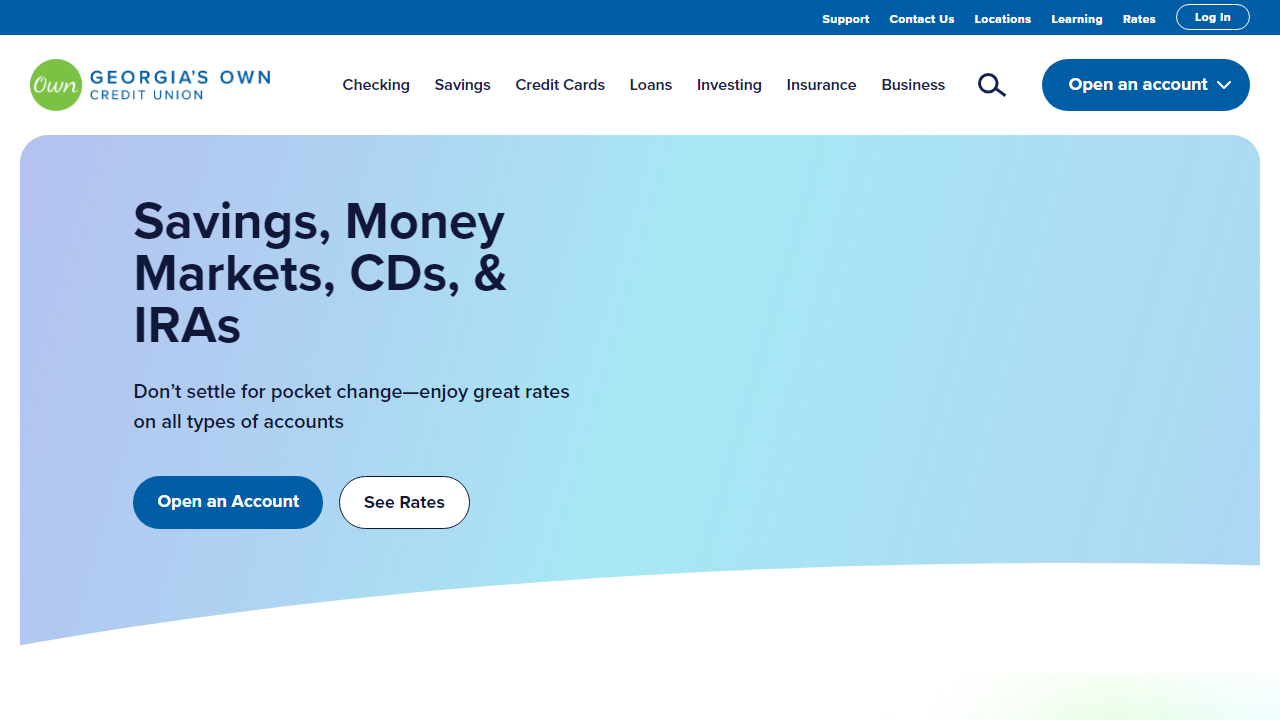 Support Contact Us Locations Learning Rates Log In
Own GEORGIA'S OWN
CREDIT UNION
Checking Savings Credit Cards Loans Investing Insurance Business Open an account
Savings, Money
Markets, CDs, &
IRAs
Don’t settle for pocket change—enjoy great rates
on all types of accounts
Open an Account See Rates